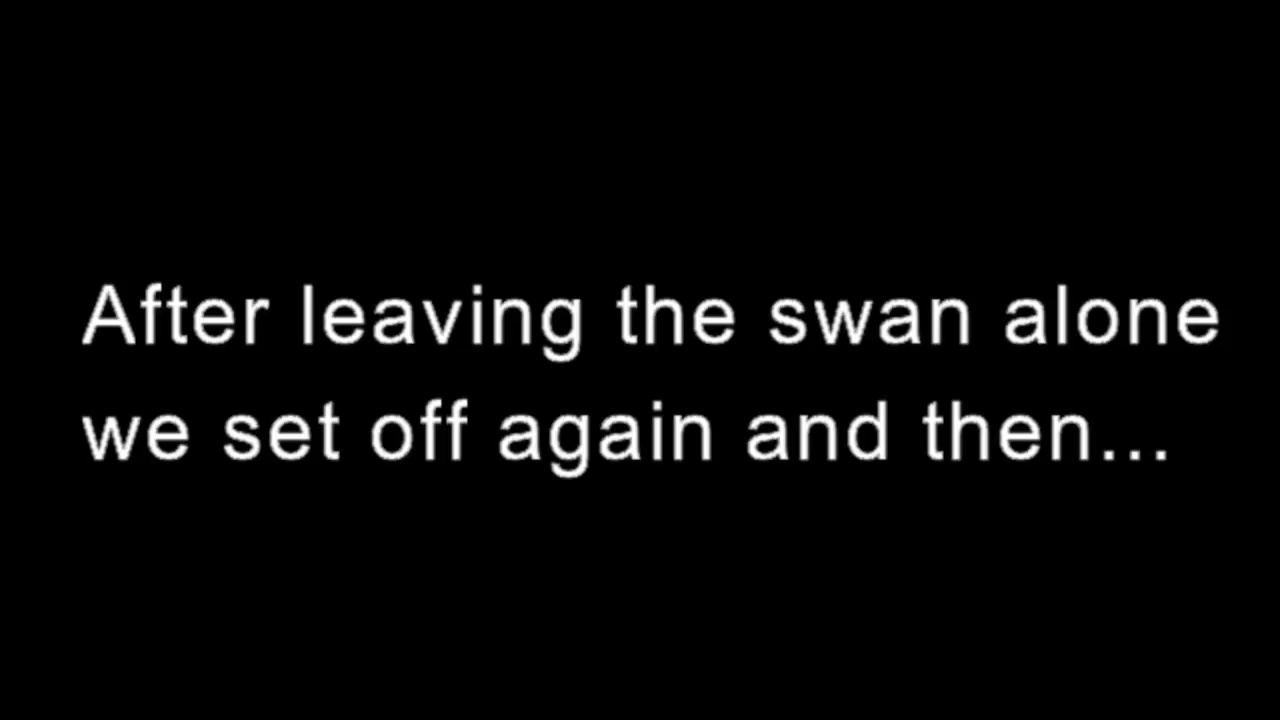 After leaving the swan alone
we set off again and then...